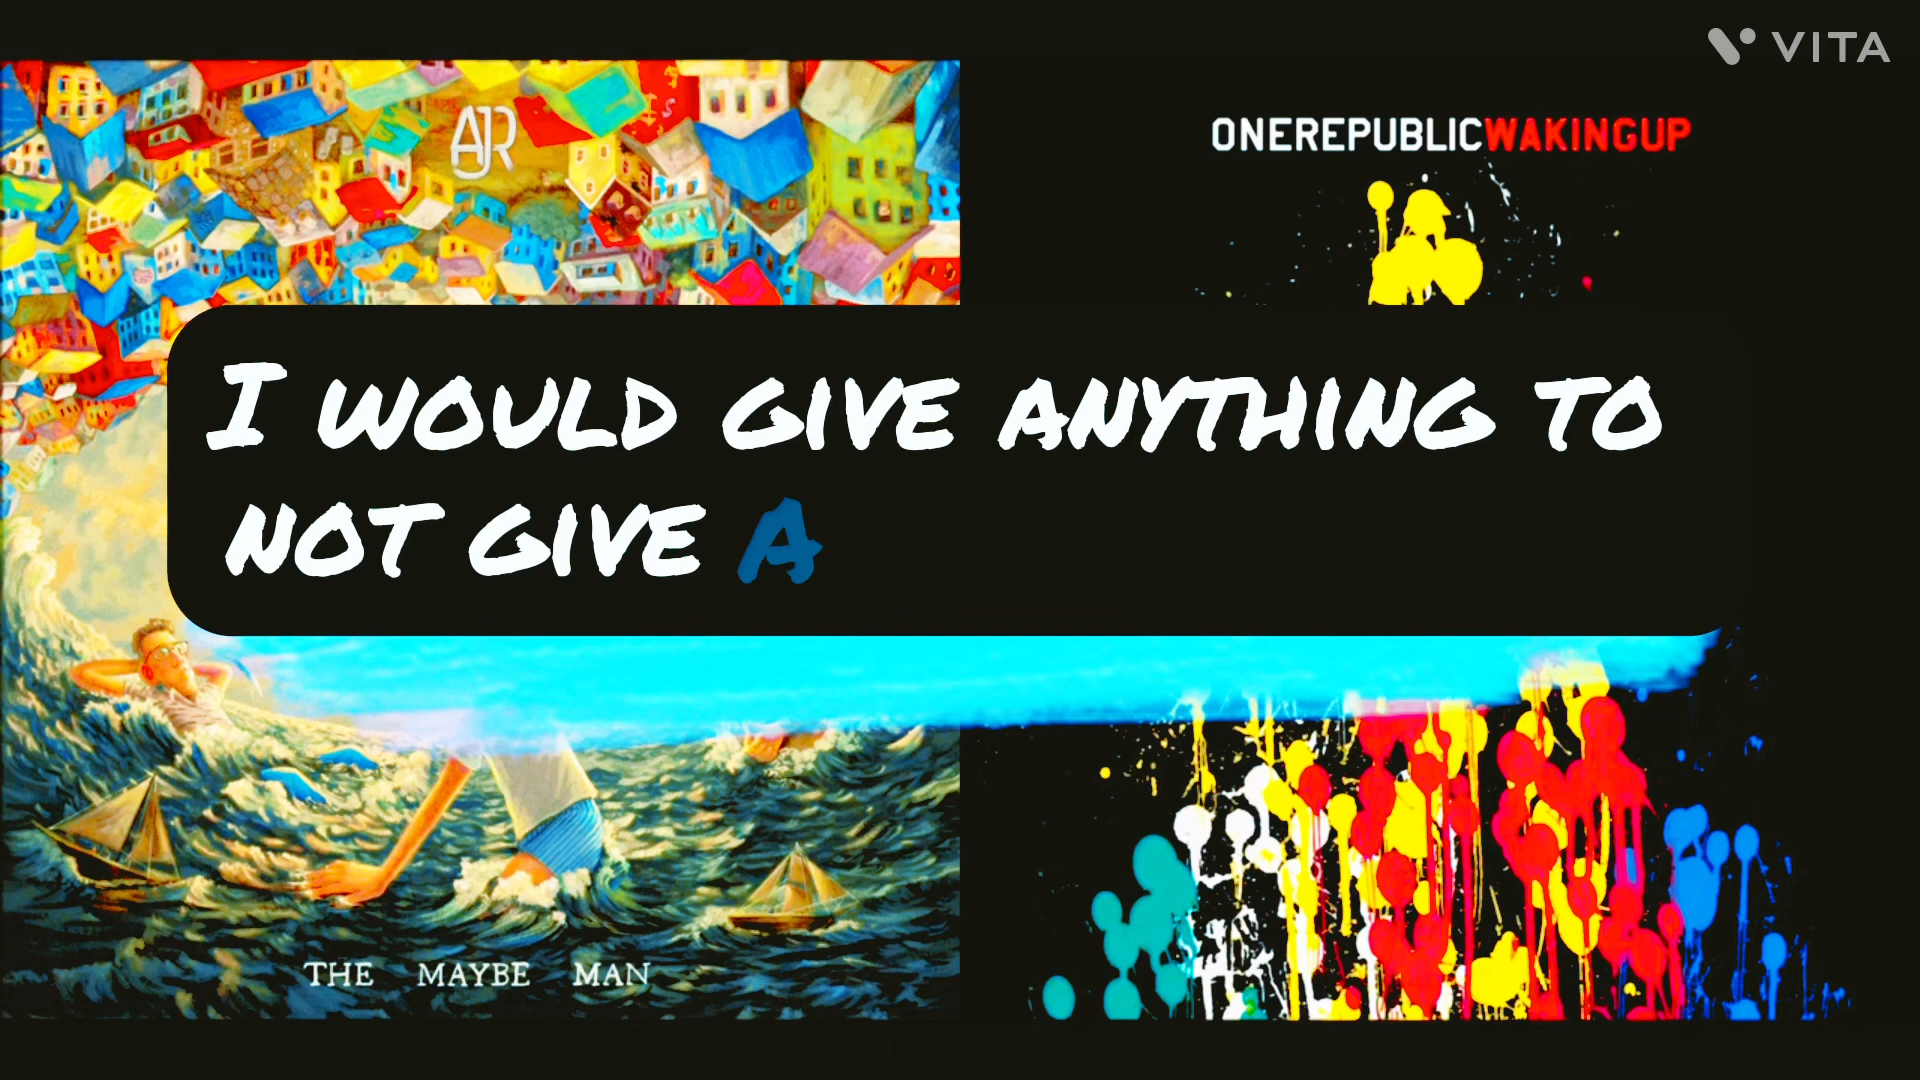 VITA
AJR
ONEREPUBLICWAKINGUP
I WOULD GIVE ANYTHING TO
NOT GIVE A
THE MAYBE MAN